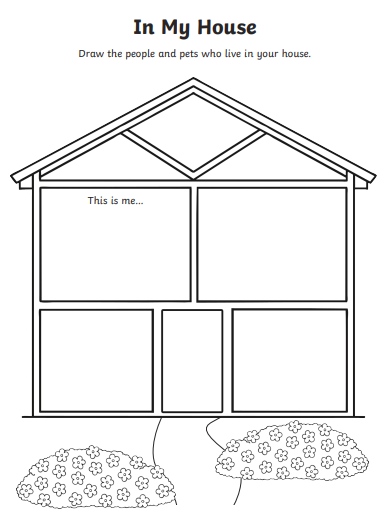 In My House
Draw the people and pets who live in your house.
This is me...